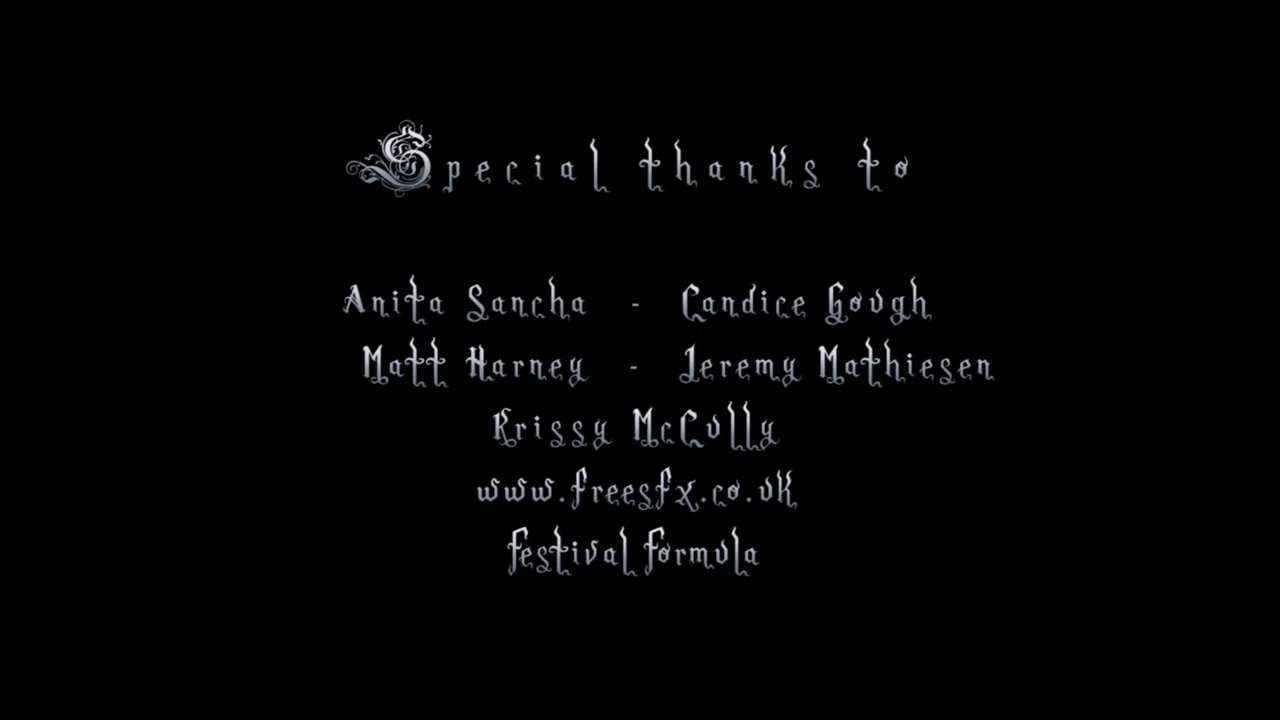 Special thanks to
Anita Sancha - Candice Gough
Matt Harney - Jeremy Mathiesen
Krissy McCully
www.freesfx.co.uk
Festival Formula